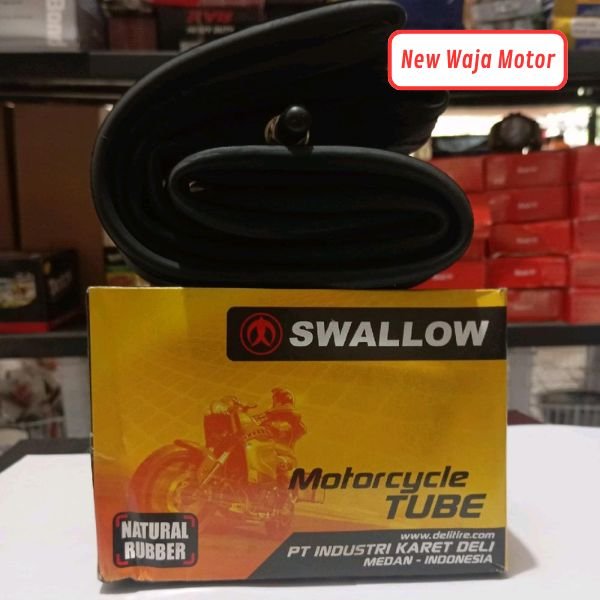 New Waja Motor
SWALLOW
Motorcycle
TUBE
NATURAL
RUBBER
www.delitire.com
PT INDUSTRI KARET DELI
MEDAN - INDONESIA